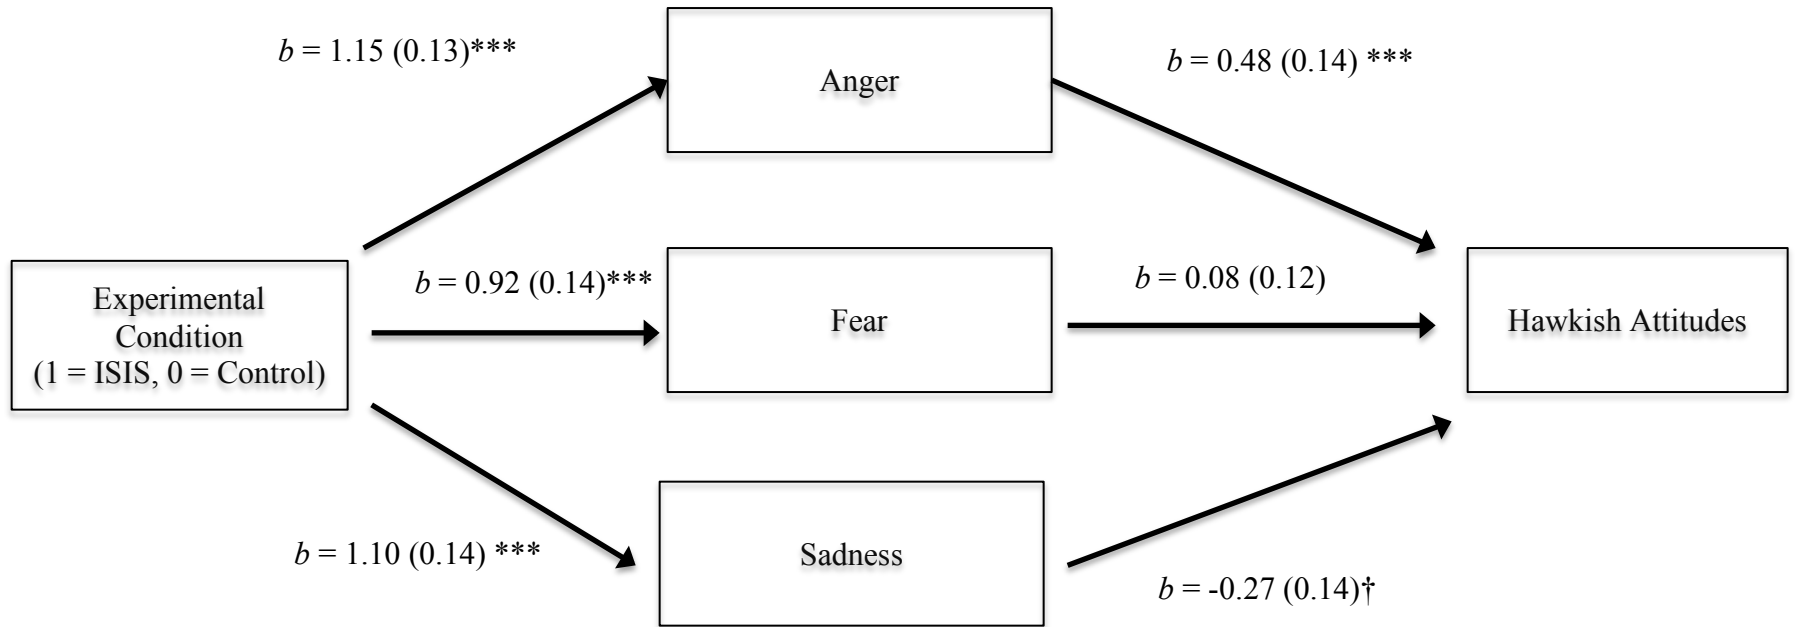 b = 1.15 (0.13)***
Anger
b = 0.48 (0.14) ***
Experimental
Condition
(1 = ISIS, 0 = Control)
b = 0.92 (0.14)***
Fear
b = 0.08 (0.12)
Hawkish Attitudes
b = 1.10 (0.14) ***
Sadness
b = -0.27 (0.14)†